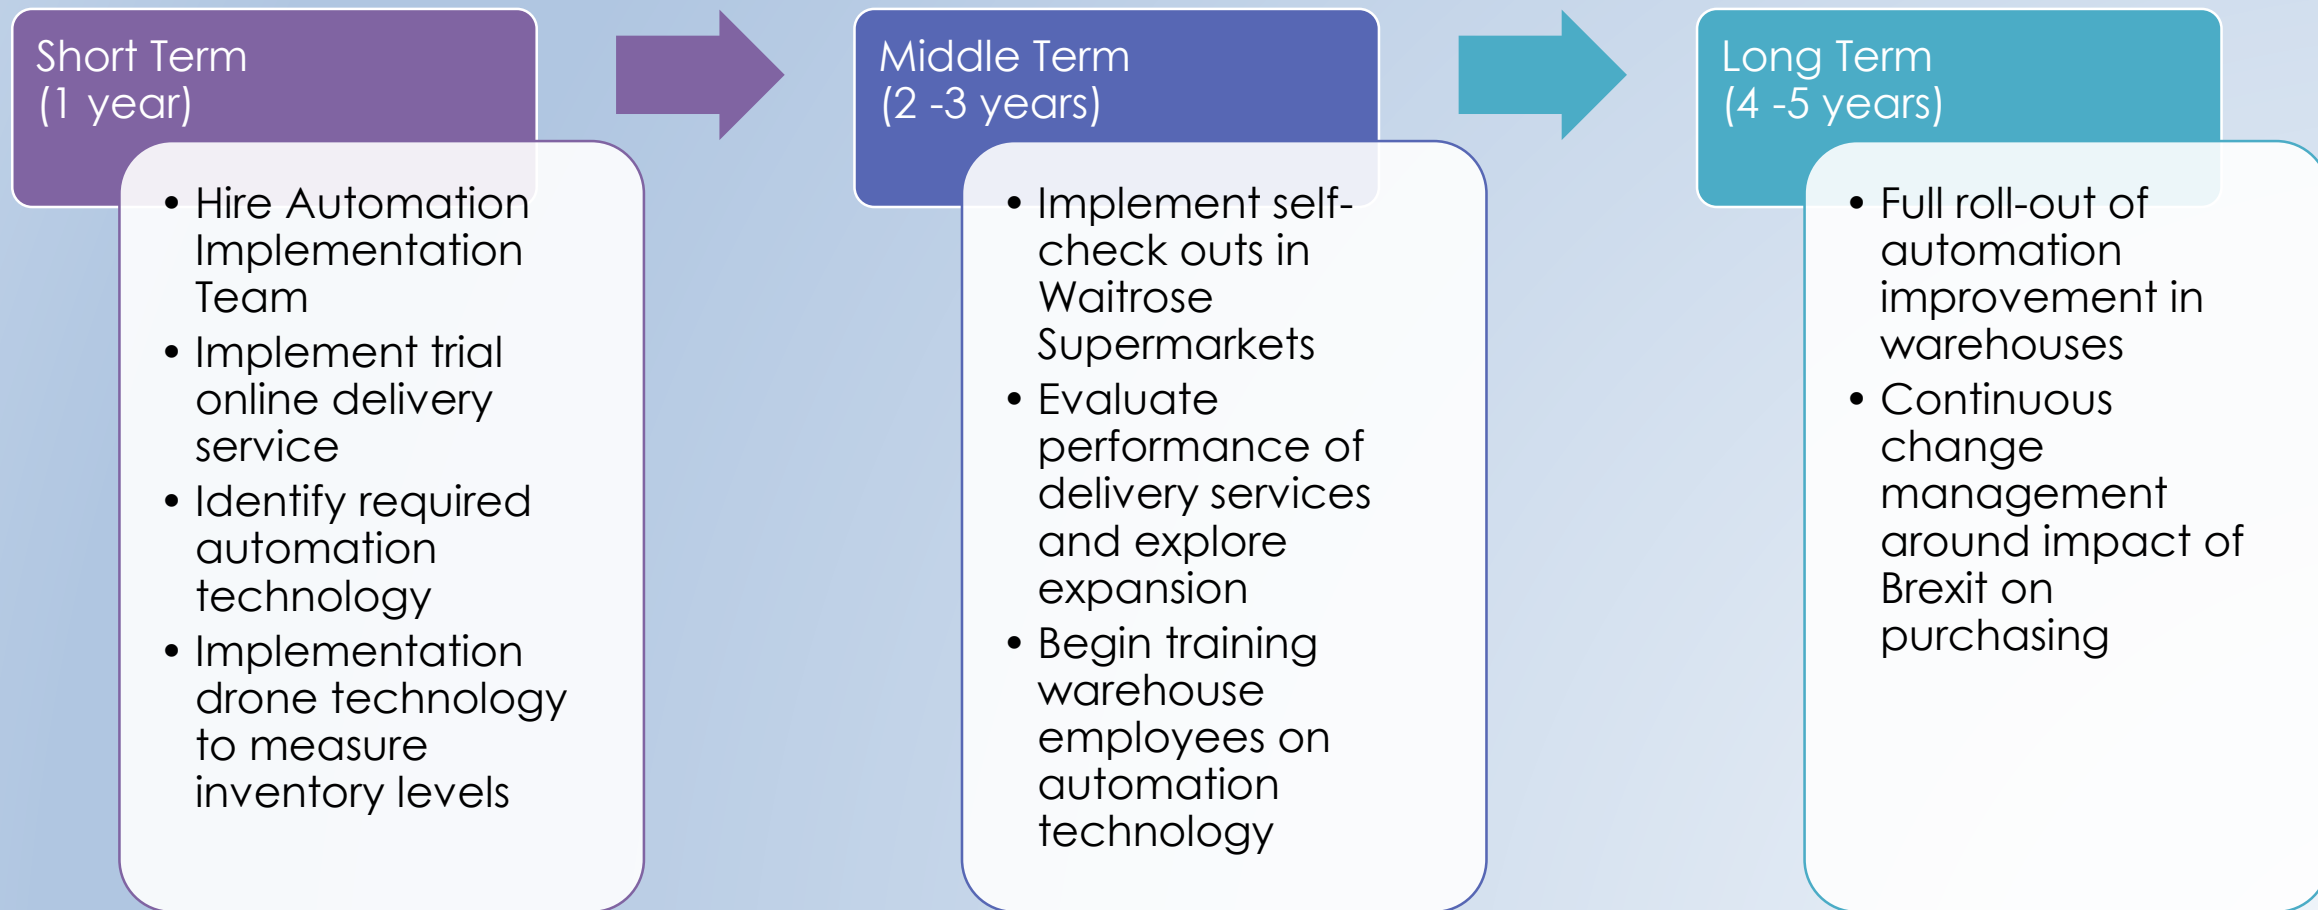 Short Term
(1 year)
• Hire Automation
Implementation
Team
• Implement trial
online delivery
service
• Identify required
automation
technology
• Implementation
drone technology
to measure
inventory levels
Middle Term
(2 -3 years)
• Implement self-
check outs in
Waitrose
Supermarkets
• Evaluate
performance of
delivery services
and explore
expansion
• Begin training
warehouse
employees on
automation
technology
Long Term
(4 -5 years)
• Full roll-out of
automation
improvement in
warehouses
• Continuous
change
management
around impact of
Brexit on
purchasing